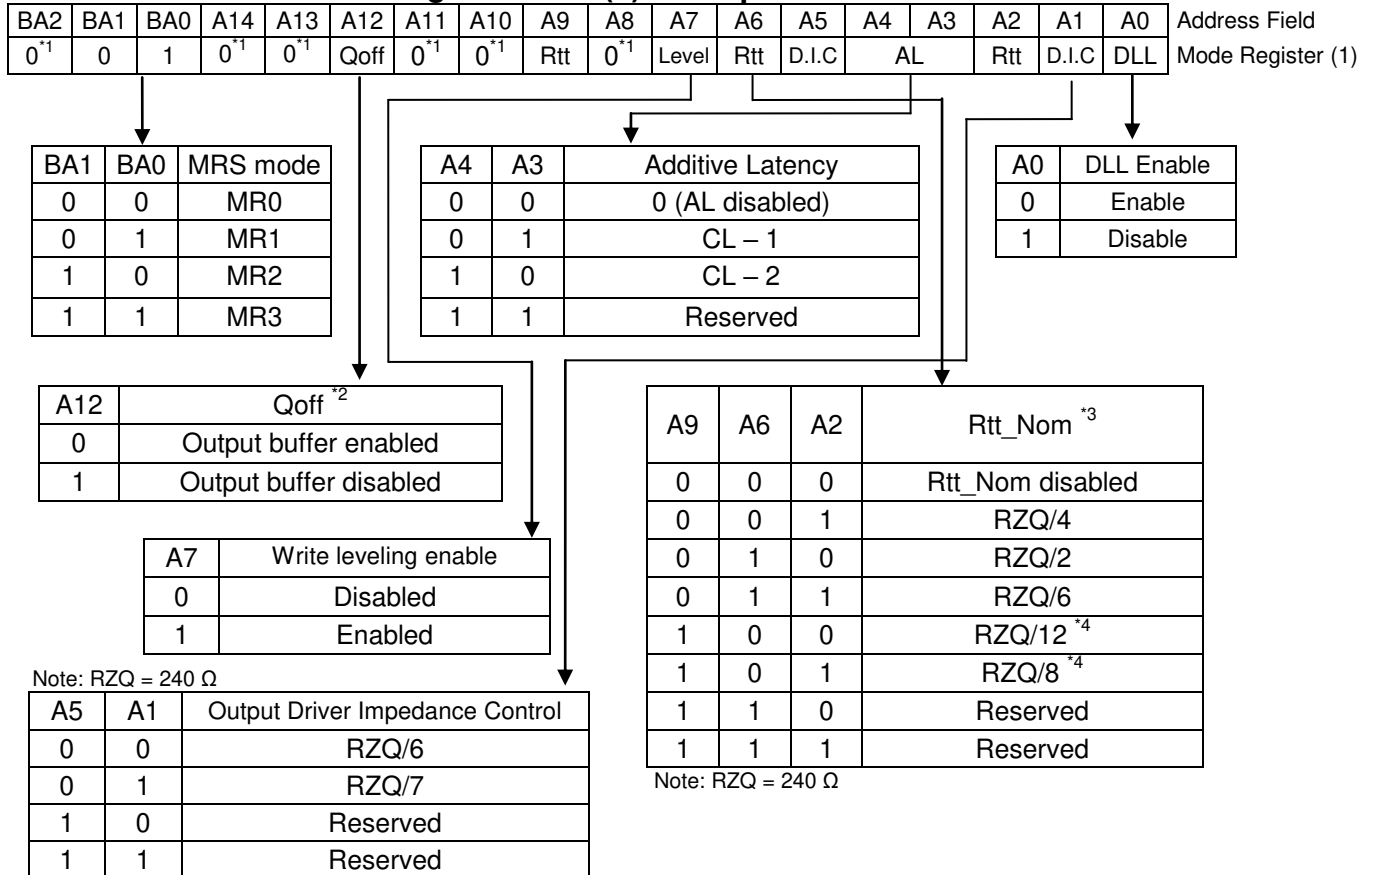 BA2 BA1 BA0 A14 A13 A12 A11 A10 A9 A8 A7 A6 A5 A4 A3 A2 A1 A0 Address Field
0*1 0 1 0*1 0*1 Qoff 0*1 0*1 Rtt 0*1 Level Rtt D.I.C AL Rtt D.I.C DLL Mode Register (1)
BA1 BA0 MRS mode
0 0 MR0
0 1 MR1
1 0 MR2
1 1 MR3
A4 A3 Additive Latency
0 0 0 (AL disabled)
0 1 CL – 1
1 0 CL – 2
1 1 Reserved
A0 DLL Enable
0 Enable
1 Disable
A12 Qoff *2
0 Output buffer enabled
1 Output buffer disabled
A7 Write leveling enable
0 Disabled
1 Enabled
Note: RZQ = 240 Ω
A5 A1 Output Driver Impedance Control
0 0 RZQ/6
0 1 RZQ/7
1 0 Reserved
1 1 Reserved
A9 A6 A2 Rtt_Nom *3
0 0 0 Rtt_Nom disabled
0 0 1 RZQ/4
0 1 0 RZQ/2
0 1 1 RZQ/6
1 0 0 RZQ/12 *4
1 0 1 RZQ/8 *4
1 1 0 Reserved
1 1 1 Reserved
Note: RZQ = 240 Ω